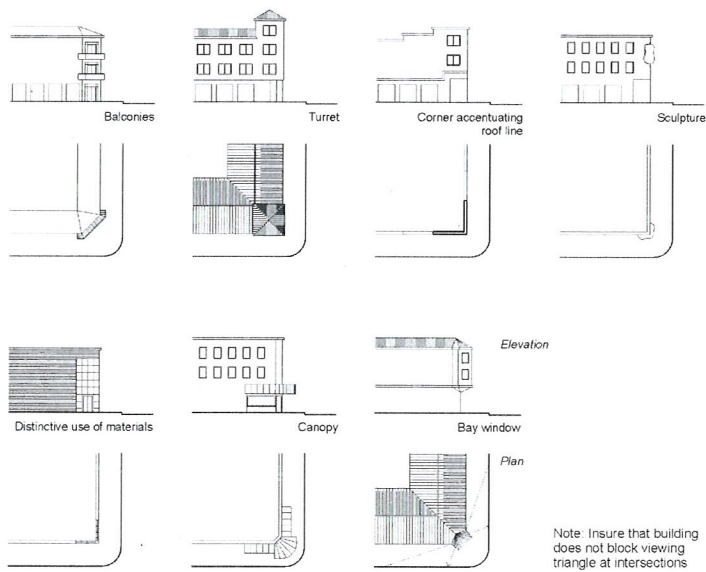 Balconies
Turret
Corner accentuating
roof line
Sculpture
Elevation
Distinctive use of materials
Canopy
Bay window
Plan
Note: Insure that building
does not block viewing
triangle at intersections